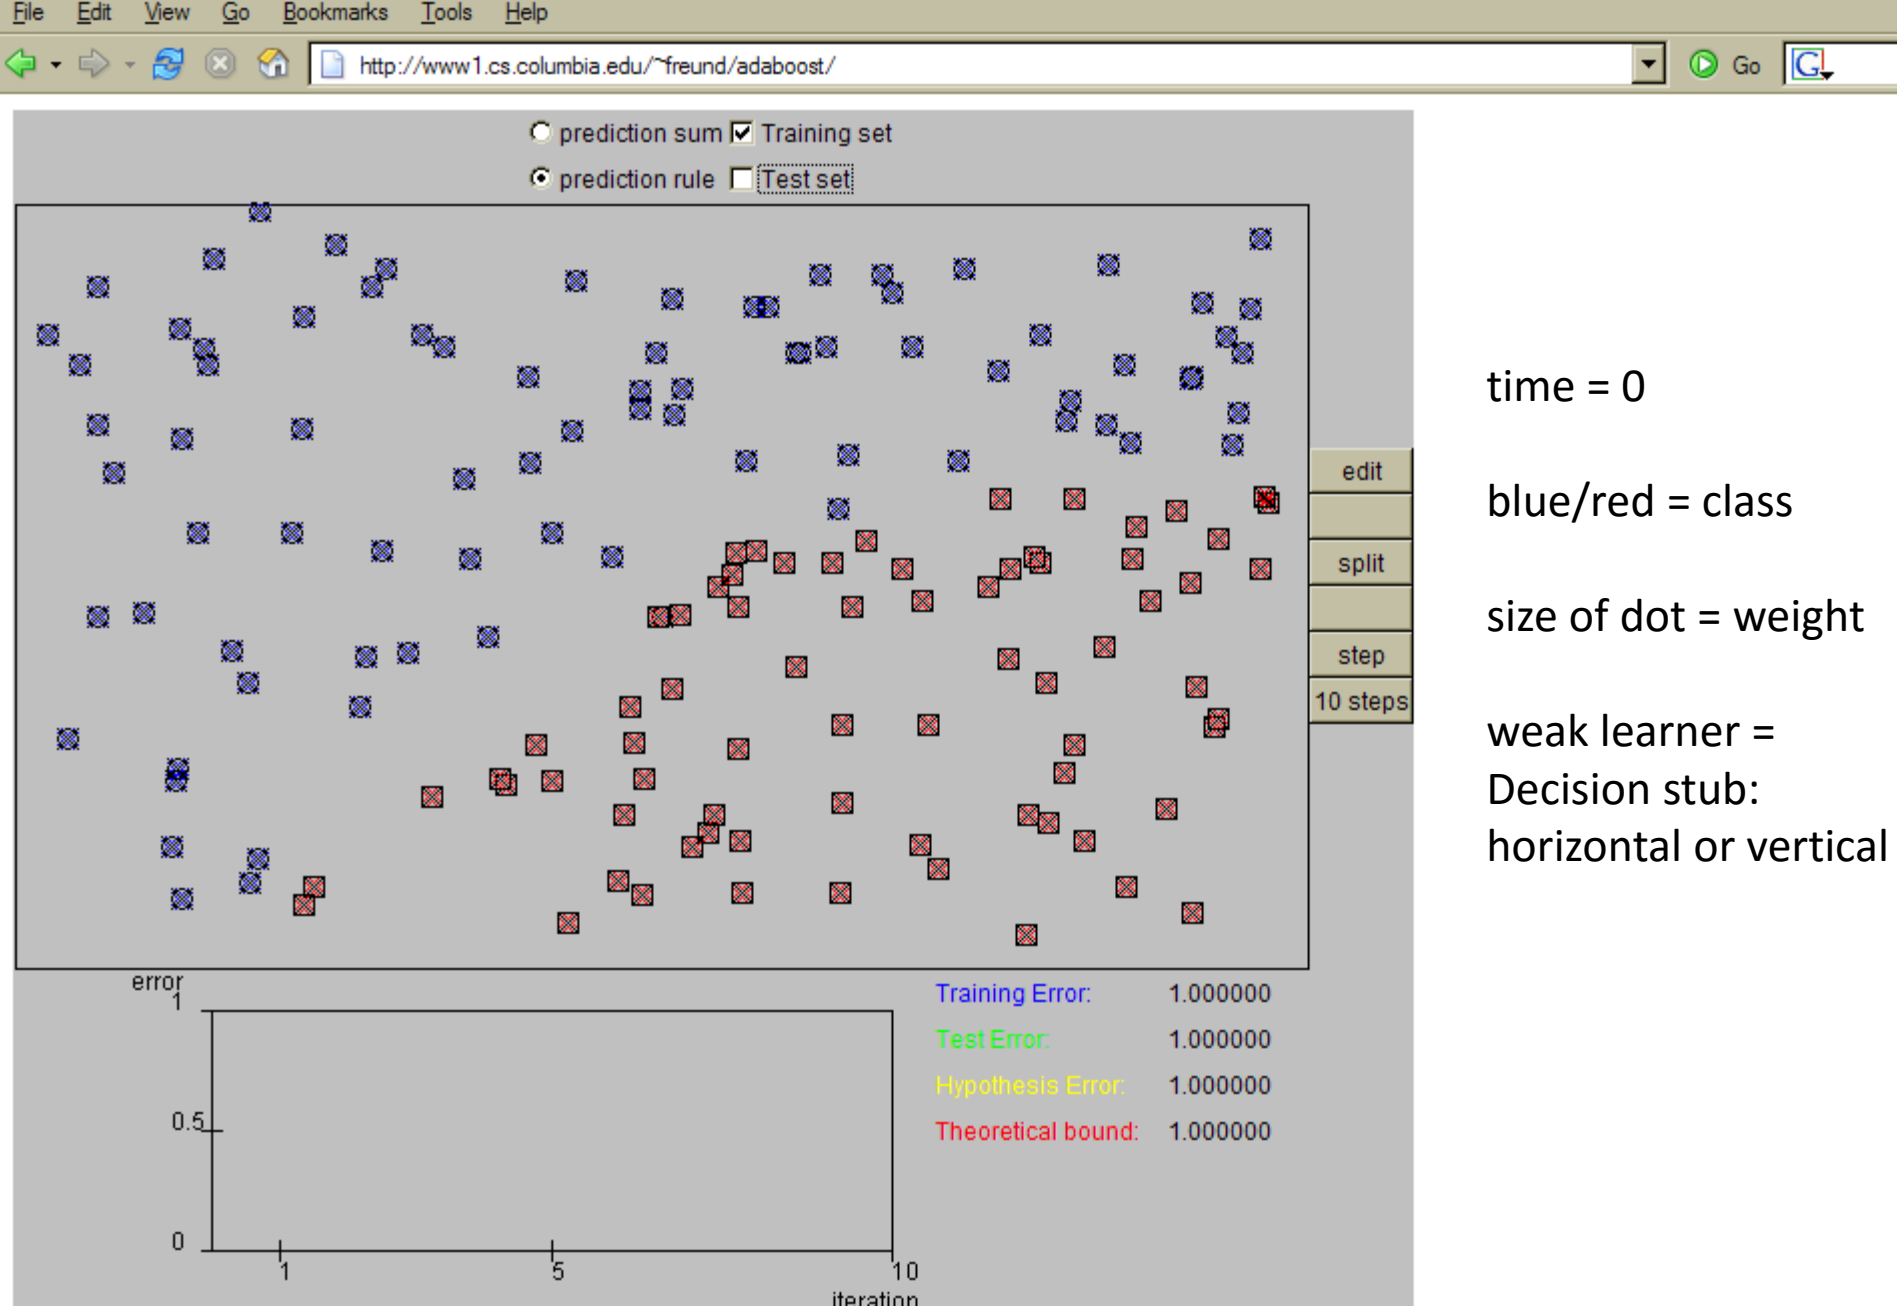 File Edit View Go Bookmarks Tools Help
http://www1.cs.columbia.edu/~freund/adaboost/
Go
G
prediction sum Training set
prediction rule Test set
edit
split
step
10 steps
time = 0
blue/red = class
size of dot = weight
weak learner =
Decision stub:
horizontal or vertical
error
1
0.5
0
1 5 10
iteration
Training Error: 1.000000
Test Error: 1.000000
Hypothesis Error: 1.000000
Theoretical bound: 1.000000